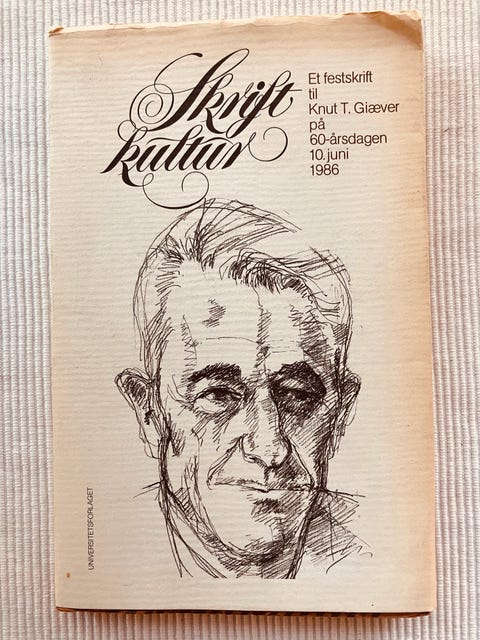 Skrift
kultur
Et festskrift
til
Knut T. Giæver
på
60-årsdagen
10. juni
1986
UNIVERSITETSFORLAGET